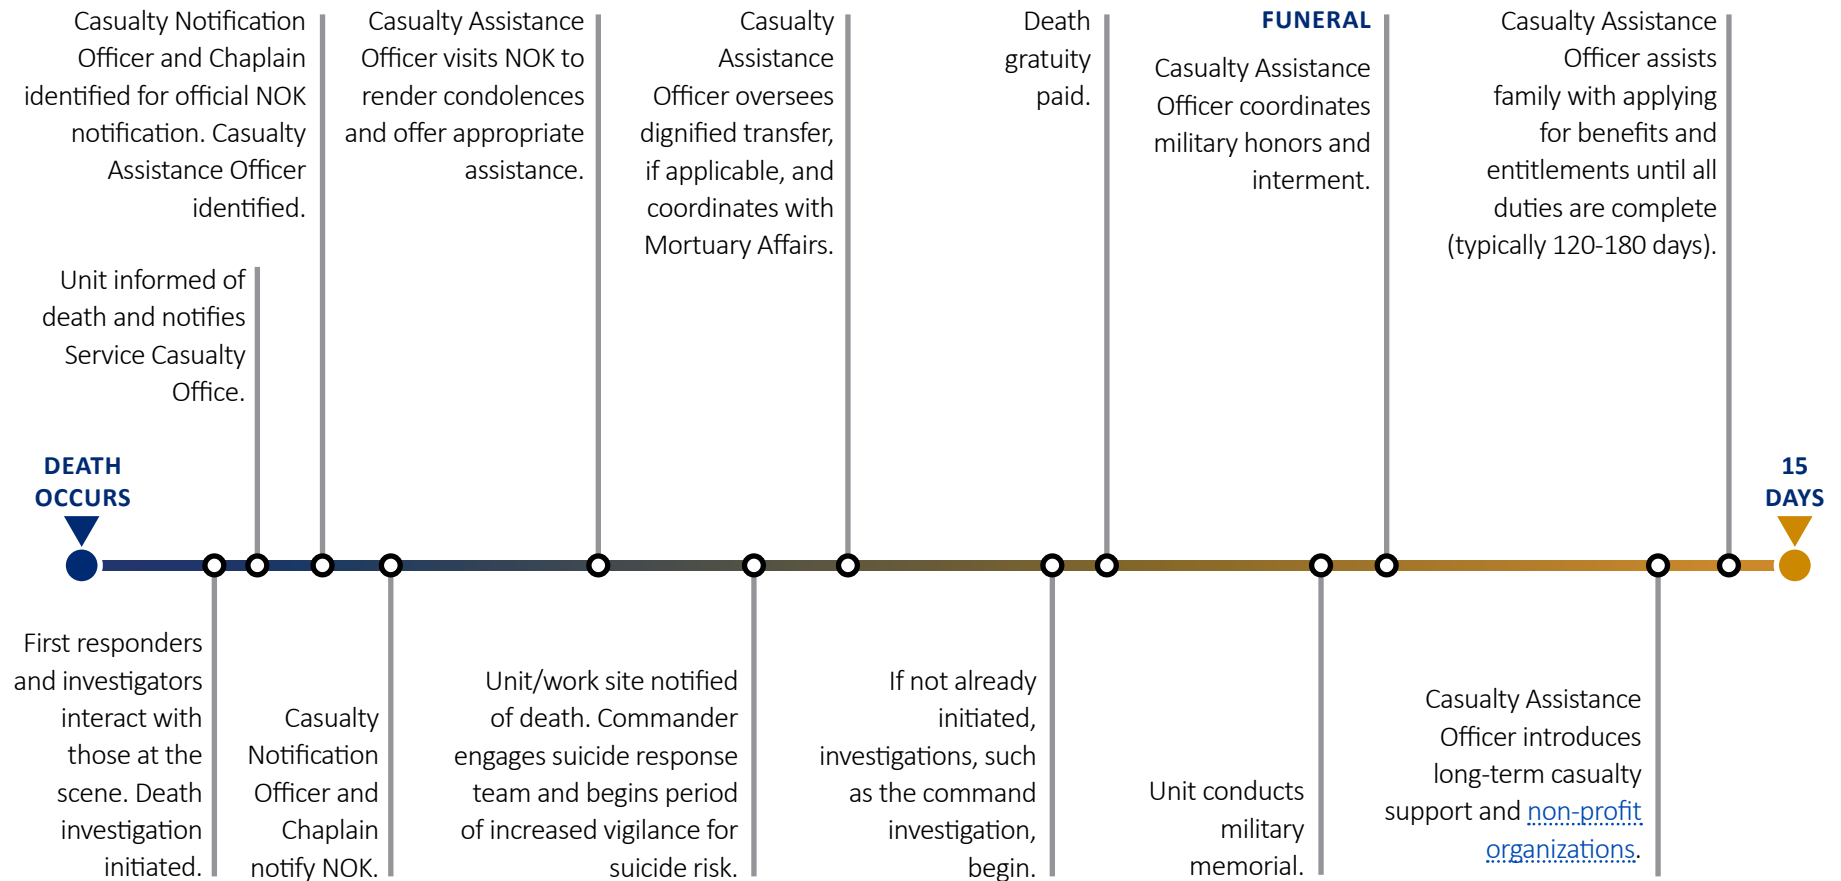 Casualty Notification
Officer and Chaplain
identified for official NOK
notification. Casualty
Assistance Officer
identified.
Casualty Assistance
Officer visits NOK to
render condolences
and offer appropriate
assistance.
Casualty
Assistance
Officer oversees
dignified transfer,
if applicable, and
coordinates with
Mortuary Affairs.
Death
gratuity
paid.
FUNERAL
Casualty Assistance
Officer coordinates
military honors and
interment.
Casualty Assistance
Officer assists
family with applying
for benefits and
entitlements until all
duties are complete
(typically 120-180 days).
Unit informed of
death and notifies
Service Casualty
Office.
DEATH
OCCURS
15
DAYS
First responders
and investigators
interact with
those at the
scene. Death
investigation
initiated.
Casualty
Notification
Officer and
Chaplain
notify NOK.
Unit/work site notified
of death. Commander
engages suicide response
team and begins period
of increased vigilance for
suicide risk.
If not already
initiated,
investigations, such
as the command
investigation,
begin.
Unit conducts
military
memorial.
Casualty Assistance
Officer introduces
long-term casualty
support and non-profit
organizations.